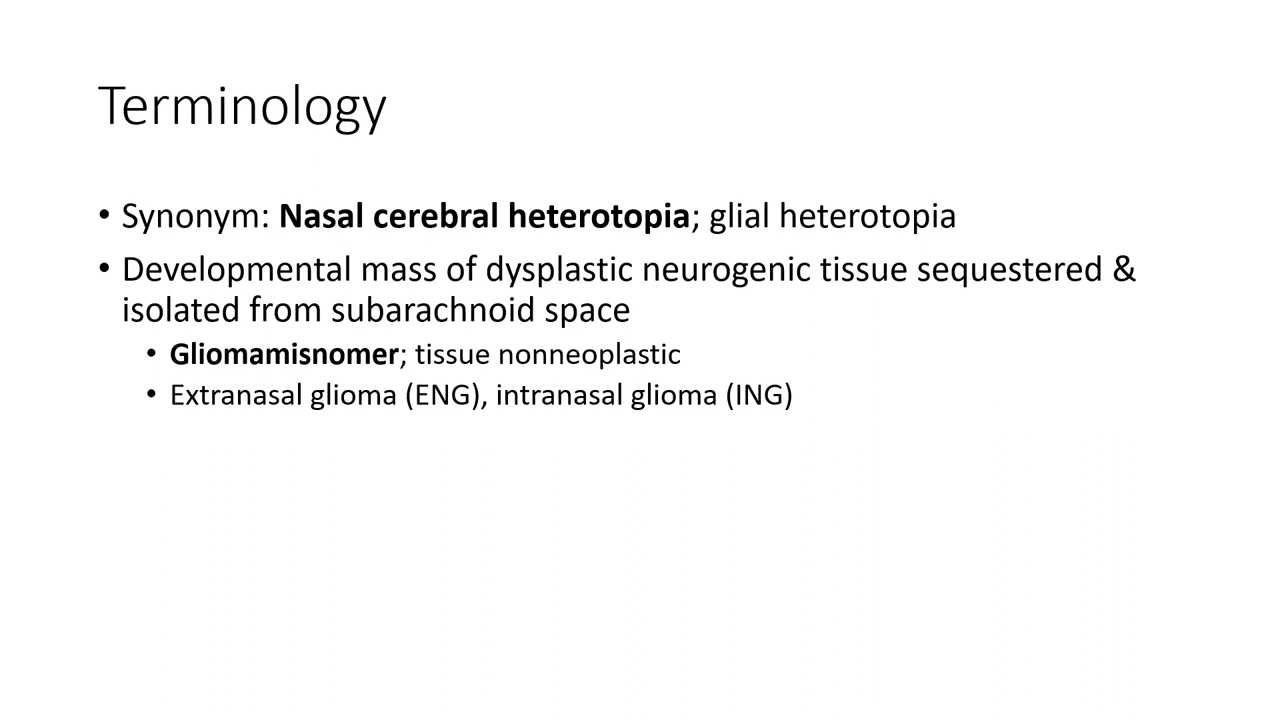 Terminology
• Synonym: Nasal cerebral heterotopia; glial heterotopia
• Developmental mass of dysplastic neurogenic tissue sequestered &
isolated from subarachnoid space
• Gliomamisnomer; tissue nonneoplastic
• Extranasal glioma (ENG), intranasal glioma (ING)